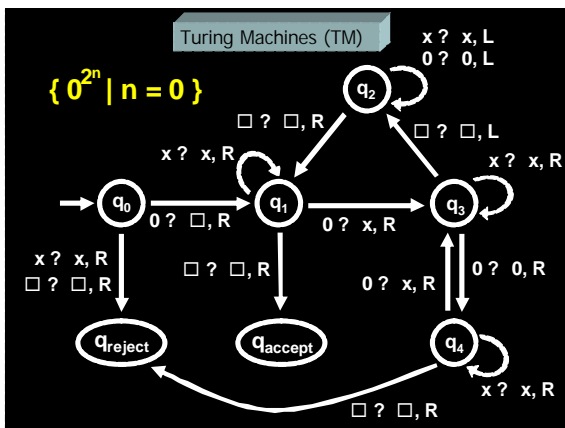 Turing Machines (TM)
x ? x, L
0 ? 0, L
{ 0^2^n | n = 0 }
q2
□ ? □, R
□ ? □, L
x ? x, R
x ? x, R
q0
q1
q3
0 ? □, R
0 ? x, R
x ? x, R
□ ? □, R
□ ? □, R
0 ? x, R
0 ? 0, R
qreject
qaccept
q4
x ? x, R
□ ? □, R